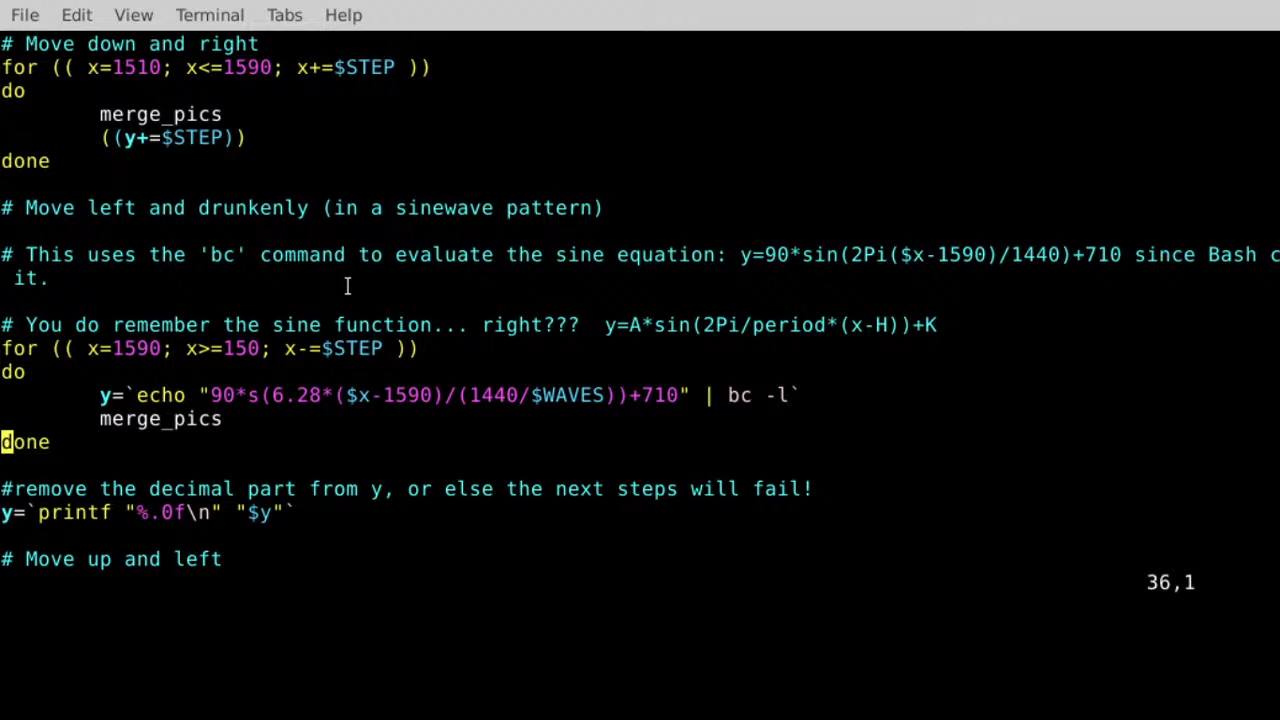 File Edit View Terminal Tabs Help
# Move down and right
for (( x=1510; x<=1590; x+=$STEP ))
do
        merge_pics
        ((y+=$STEP))
done
# Move left and drunkenly (in a sinewave pattern)
# This uses the 'bc' command to evaluate the sine equation: y=90*sin(2Pi($x-1590)/1440)+710 since Bash c
 it.
# You do remember the sine function... right???  y=A*sin(2Pi/period*(x-H))+K
for (( x=1590; x>=150; x-=$STEP ))
do
        y=`echo "90*s(6.28*($x-1590)/(1440/$WAVES))+710" | bc -l`
        merge_pics
done
#remove the decimal part from y, or else the next steps will fail!
y=`printf "%.0f\n" "$y"`
# Move up and left
36,1